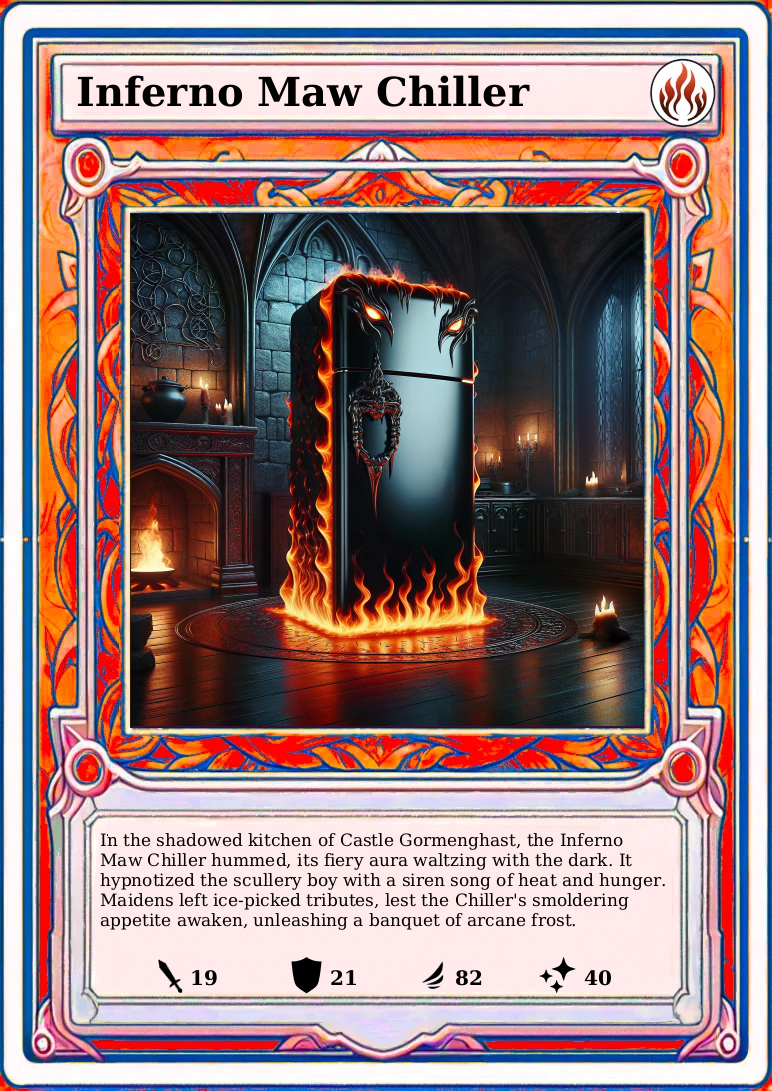 Inferno Maw Chiller
In the shadowed kitchen of Castle Gormenghast, the Inferno
Maw Chiller hummed, its fiery aura waltzing with the dark. It
hypnotized the scullery boy with a siren song of heat and hunger.
Maidens left ice-picked tributes, lest the Chiller's smoldering
appetite awaken, unleashing a banquet of arcane frost.
19 21 82 40